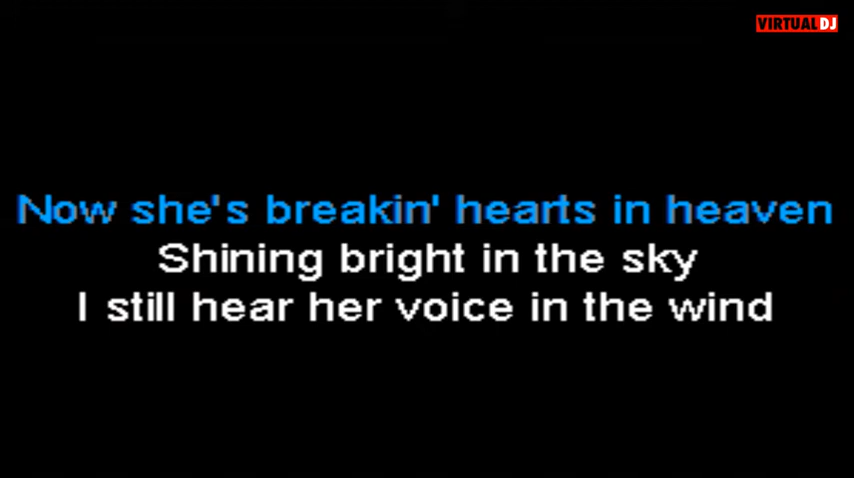 VIRTUALDJ
Now she's breakin' hearts in heaven
Shining bright in the sky
I still hear her voice in the wind